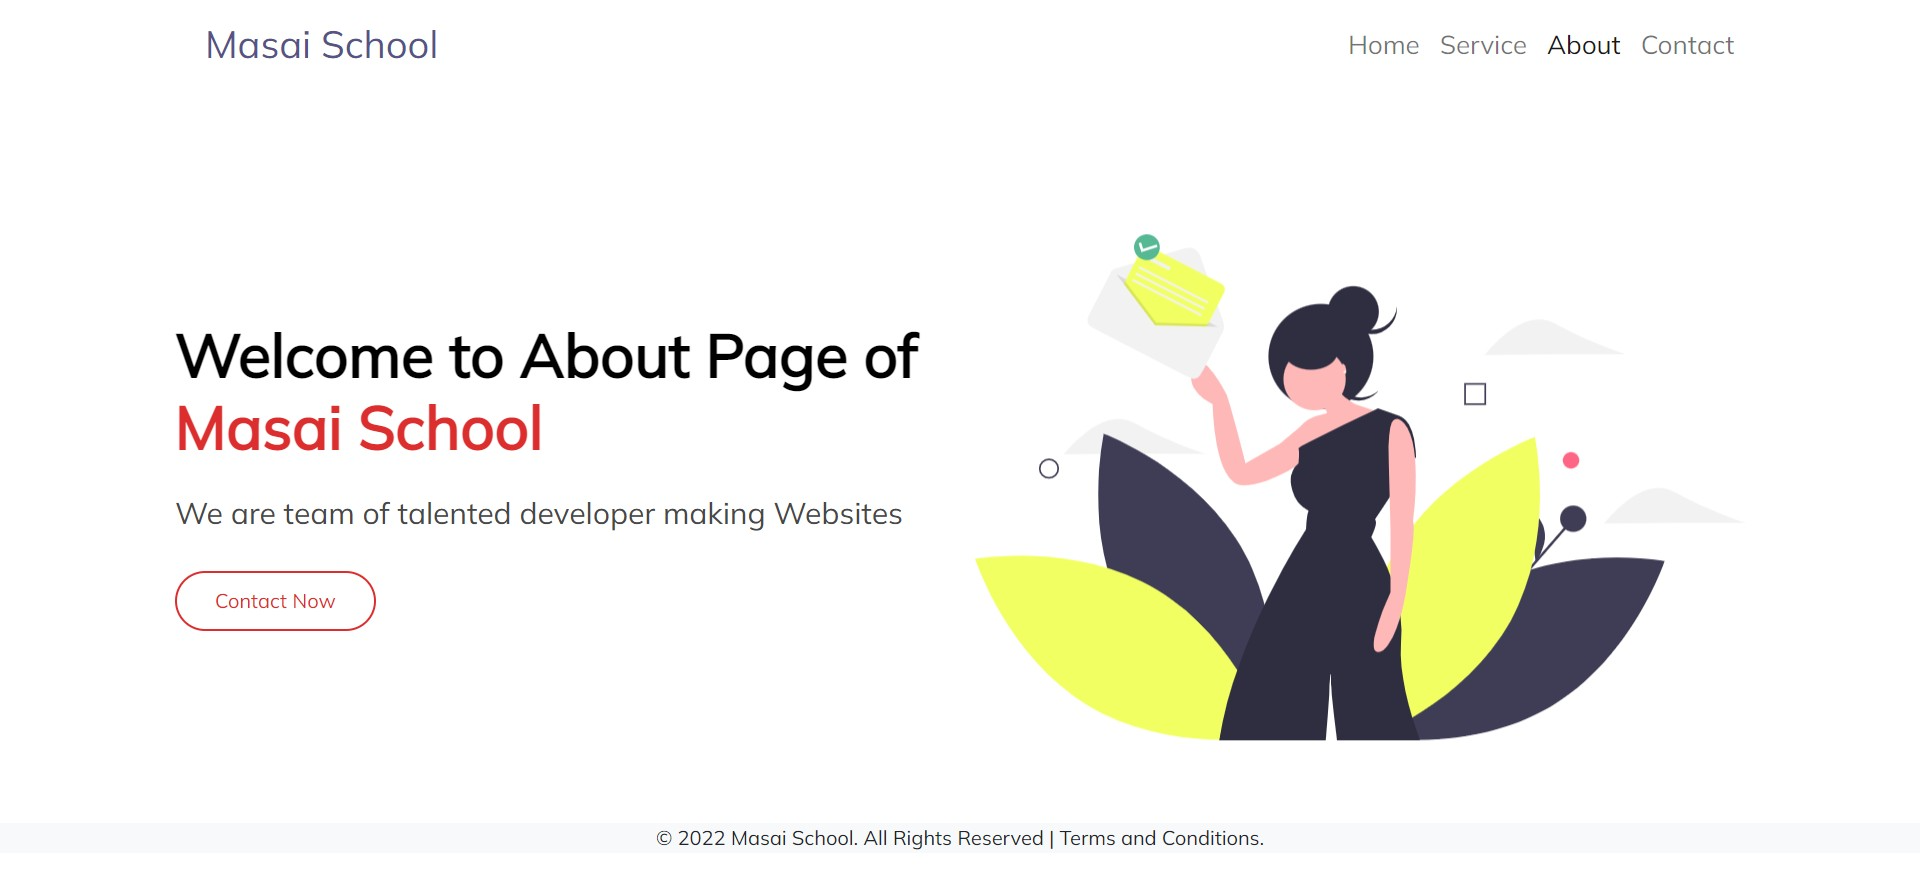 Masai School
Home Service About Contact
Welcome to About Page of
Masai School
We are team of talented developer making Websites
Contact Now
© 2022 Masai School. All Rights Reserved | Terms and Conditions.